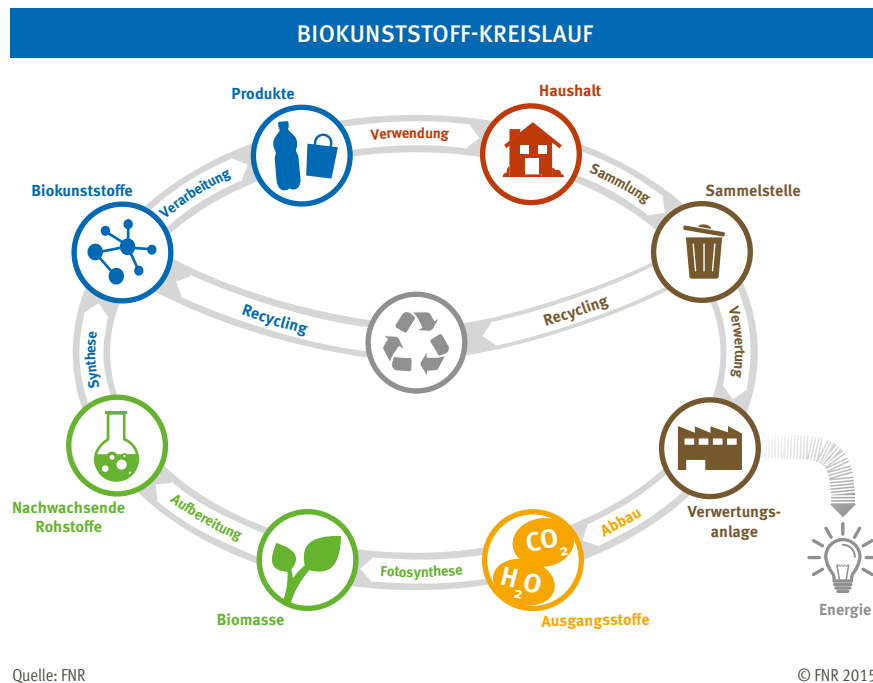 BIOKUNSTSTOFF-KREISLAUF
Produkte
Haushalt
Verwendung
Biokunststoffe
Verarbeitung
Sammlung
Sammelstelle
Recycling
Recycling
Verwertung
Synthese
Nachwachsende
Rohstoffe
Aufbereitung
Biomasse
Fotosynthese
CO2
H2O
Ausgangsstoffe
Abbau
Verwertungs-
anlage
Energie
Quelle: FNR
© FNR 2015